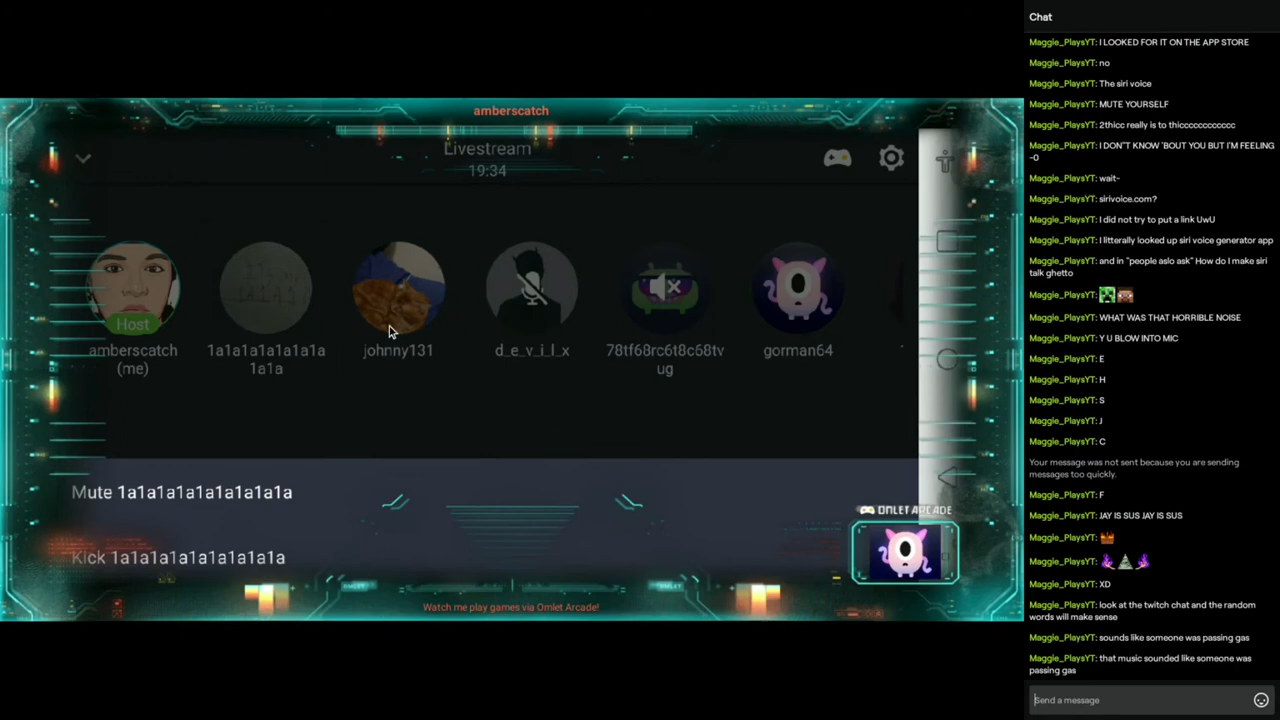 Chat
amberscatch
Livestream
19:34
Host
amberscatch
(me)
1a1a1a1a1a1a1a
1a1a
johnny131
d_e_v_i_l_x
78tf68rc6t8c68tv
ug
gorman64
Mute 1a1a1a1a1a1a1a1a1a
Kick 1a1a1a1a1a1a1a1a1a
OMLET ARCADE
Watch me play games via Omlet Arcade!
Maggie_PlaysYT: I LOOKED FOR IT ON THE APP STORE
Maggie_PlaysYT: no
Maggie_PlaysYT: The siri voice
Maggie_PlaysYT: MUTE YOURSELF
Maggie_PlaysYT: 2thicc really is to thicccccccccccc
Maggie_PlaysYT: I DON"T KNOW 'BOUT YOU BUT I'M FEELING
-0
Maggie_PlaysYT: wait-
Maggie_PlaysYT: sirivoice.com?
Maggie_PlaysYT: I did not try to put a link UwU
Maggie_PlaysYT: I litterally looked up siri voice generator app
Maggie_PlaysYT: and in "people aslo ask" How do I make siri
talk ghetto
Maggie_PlaysYT:
Maggie_PlaysYT: WHAT WAS THAT HORRIBLE NOISE
Maggie_PlaysYT: Y U BLOW INTO MIC
Maggie_PlaysYT: E
Maggie_PlaysYT: H
Maggie_PlaysYT: S
Maggie_PlaysYT: J
Maggie_PlaysYT: C
Your message was not sent because you are sending
messages too quickly.
Maggie_PlaysYT: F
Maggie_PlaysYT: JAY IS SUS JAY IS SUS
Maggie_PlaysYT:
Maggie_PlaysYT:
Maggie_PlaysYT: XD
Maggie_PlaysYT: look at the twitch chat and the random
words will make sense
Maggie_PlaysYT: sounds like someone was passing gas
Maggie_PlaysYT: that music sounded like someone was
passing gas
Send a message